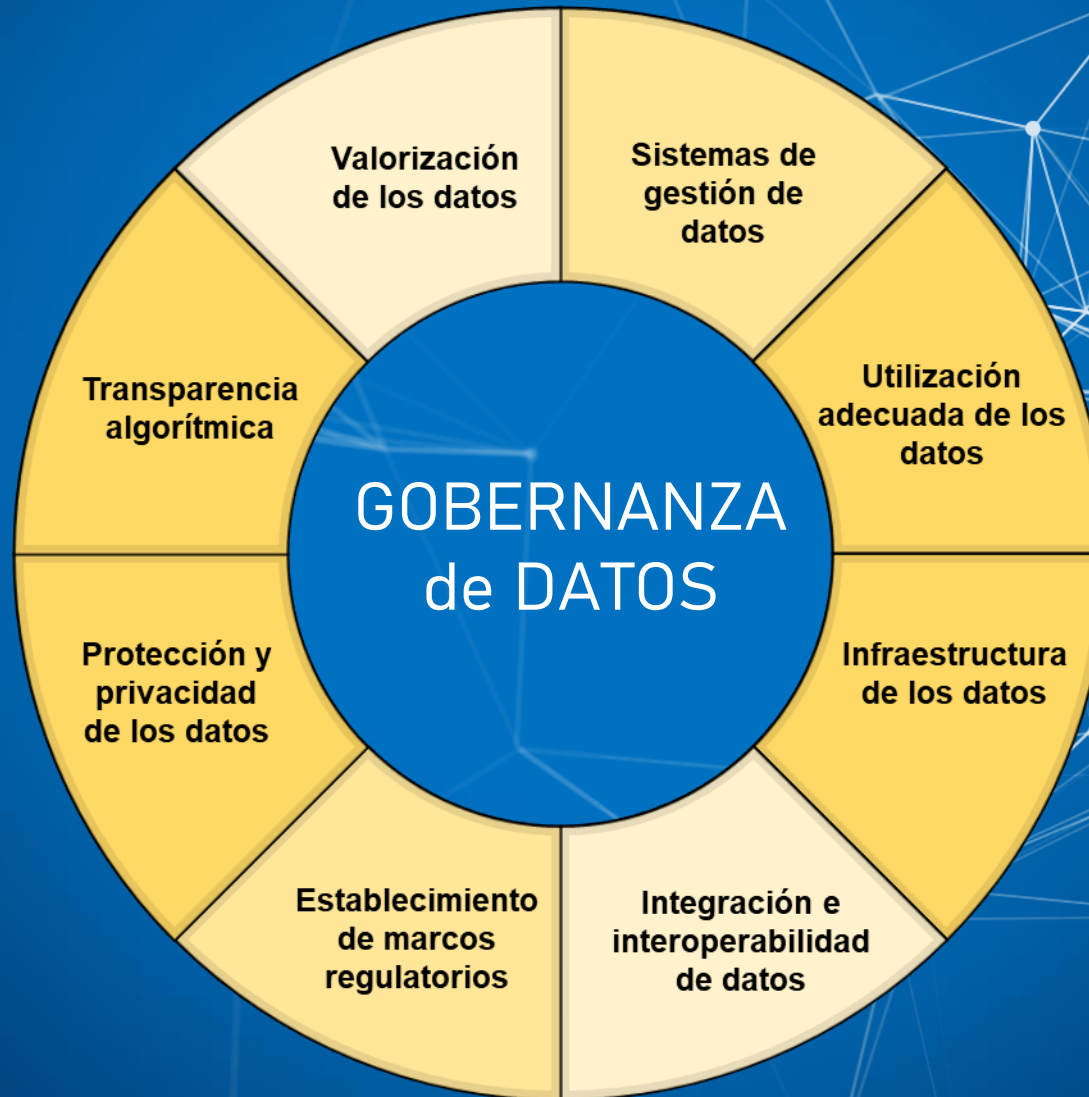 Valorización
de los datos
Sistemas de
gestión de
datos
Utilización
adecuada de los
datos
Infraestructura
de los datos
Integración e
interoperabilidad
de datos
Establecimiento
de marcos
regulatorios
Protección y
privacidad
de los datos
Transparencia
algorítmica
GOBERNANZA
de DATOS